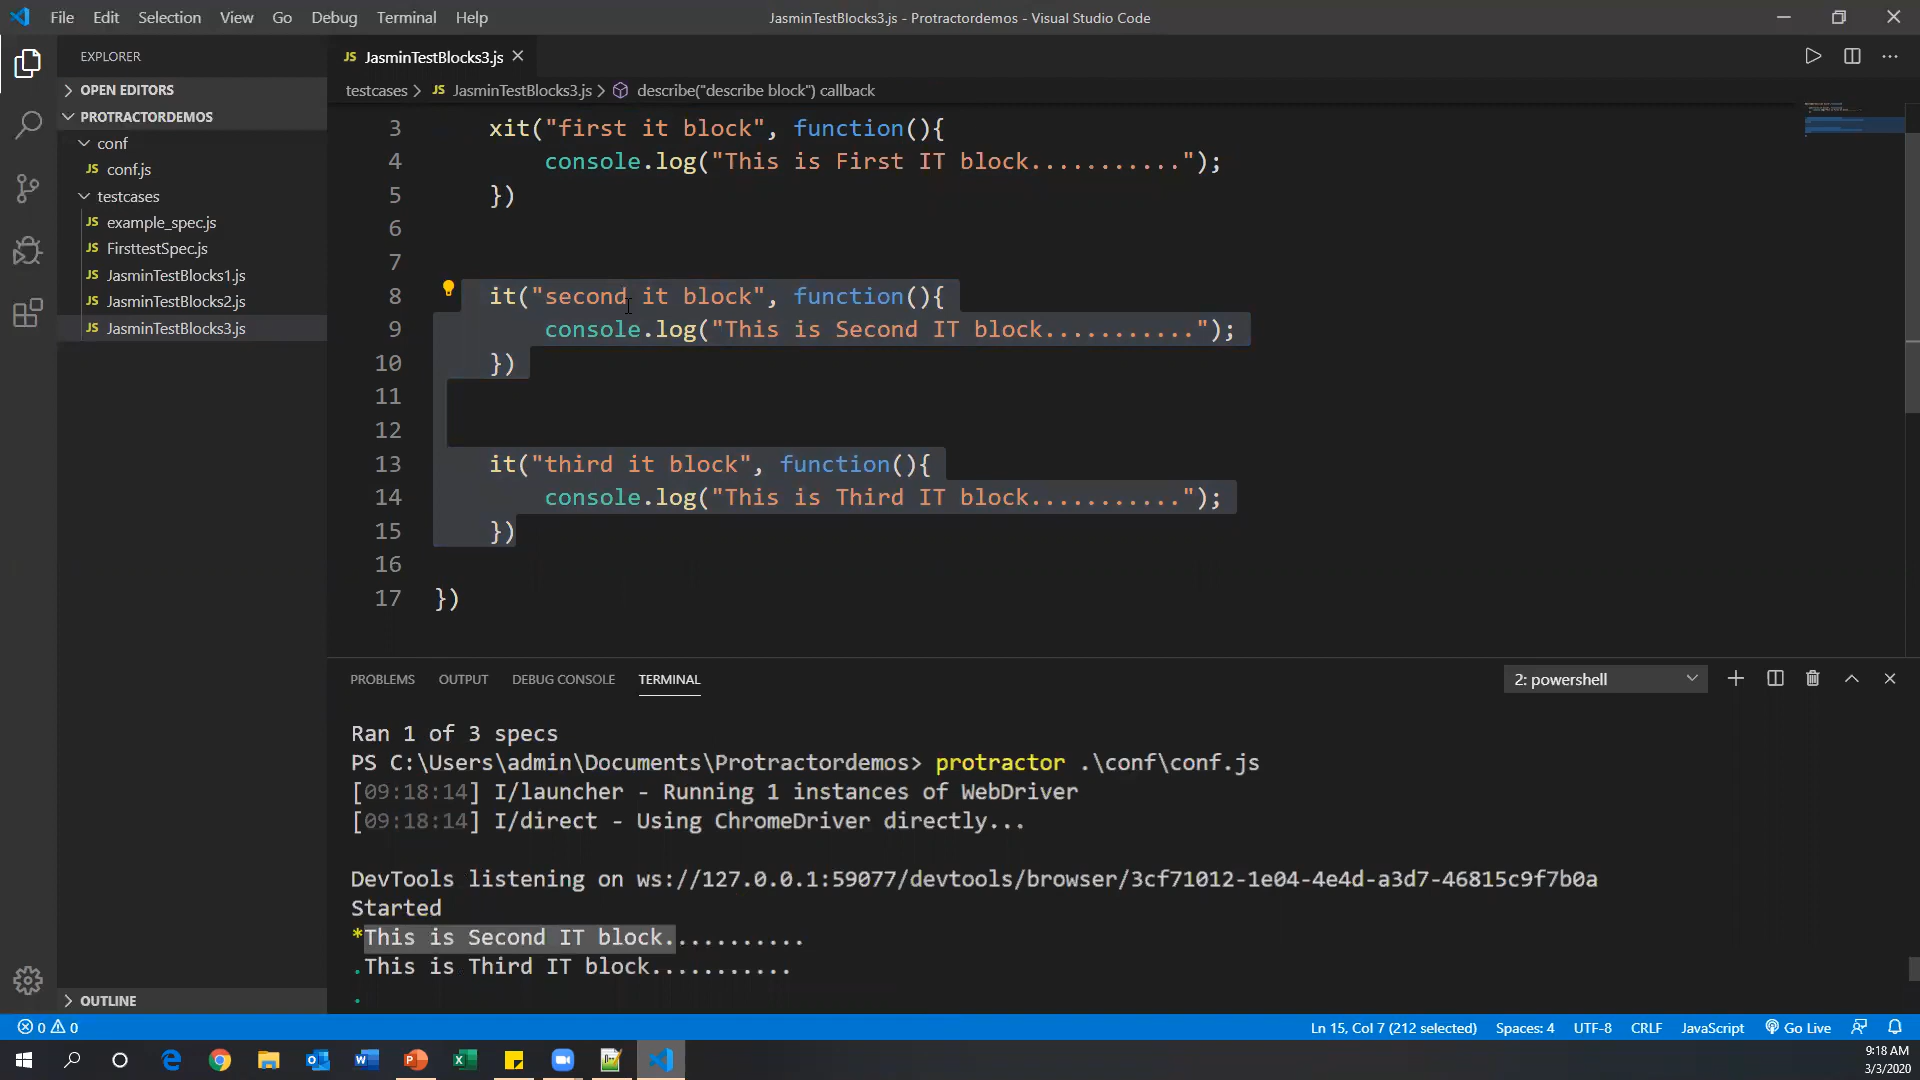 File Edit Selection View Go Debug Terminal Help
JasminTestBlocks3.js - Protractordemos - Visual Studio Code
EXPLORER
OPEN EDITORS
PROTRACTORDEMOS
conf
JS conf.js
testcases
JS example_spec.js
JS FirsttestSpec.js
JS JasminTestBlocks1.js
JS JasminTestBlocks2.js
JS JasminTestBlocks3.js
OUTLINE
JS JasminTestBlocks3.js
testcases JS JasminTestBlocks3.js describe("describe block") callback
3 xit("first it block", function(){
4 console.log("This is First IT block...........");
5 })
6
7
8 it("second it block", function(){
9 console.log("This is Second IT block...........");
10 })
11
12
13 it("third it block", function(){
14 console.log("This is Third IT block...........");
15 })
16
17 })
PROBLEMS OUTPUT DEBUG CONSOLE TERMINAL 2: powershell
Ran 1 of 3 specs
PS C:\Users\admin\Documents\Protractordemos> protractor .\conf\conf.js
[09:18:14] I/launcher - Running 1 instances of WebDriver
[09:18:14] I/direct - Using ChromeDriver directly...
DevTools listening on ws://127.0.0.1:59077/devtools/browser/3cf71012-1e04-4e4d-a3d7-46815c9f7b0a
Started
*This is Second IT block...........
.This is Third IT block...........
.
0 0 Ln 15, Col 7 (212 selected) Spaces: 4 UTF-8 CRLF JavaScript Go Live
9:18 AM
3/3/2020